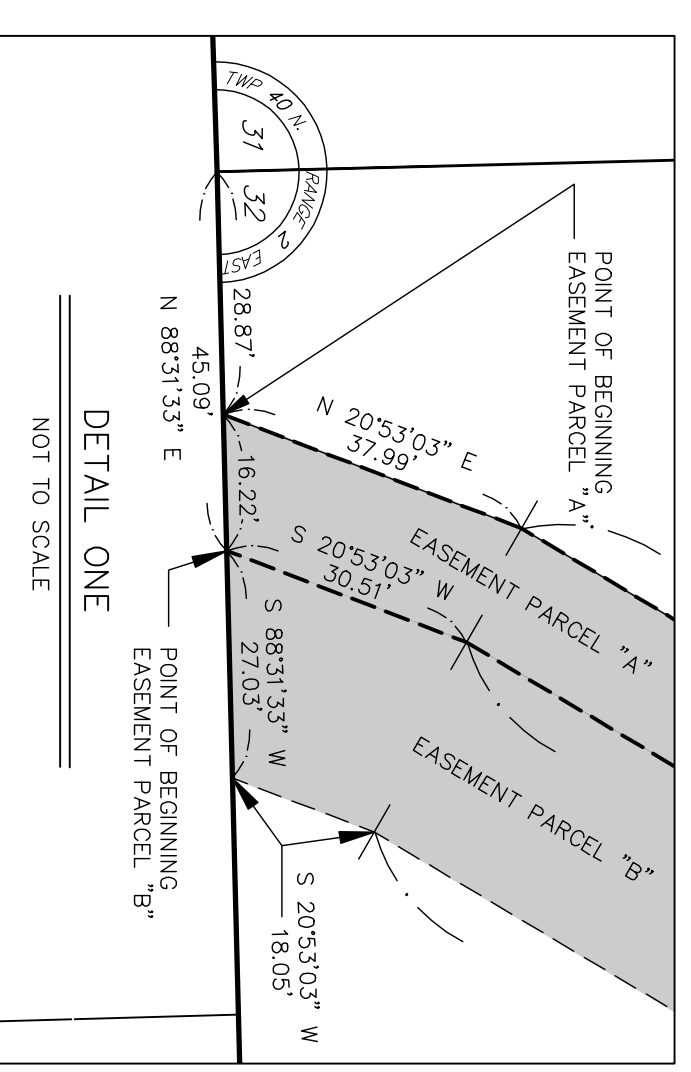 TWP 40 N.
RANGE 2 EAST
31
32
POINT OF BEGINNING
EASEMENT PARCEL "A"
28.87'
45.09'
N 88°31'33" E
N 20°53'03" E
37.99'
16.22'
S 20°53'03" W
30.51'
EASEMENT PARCEL "A"
S 88°31'33" W
27.03'
EASEMENT PARCEL "B"
POINT OF BEGINNING
EASEMENT PARCEL "B"
S 20°53'03" W
18.05'
DETAIL ONE
NOT TO SCALE